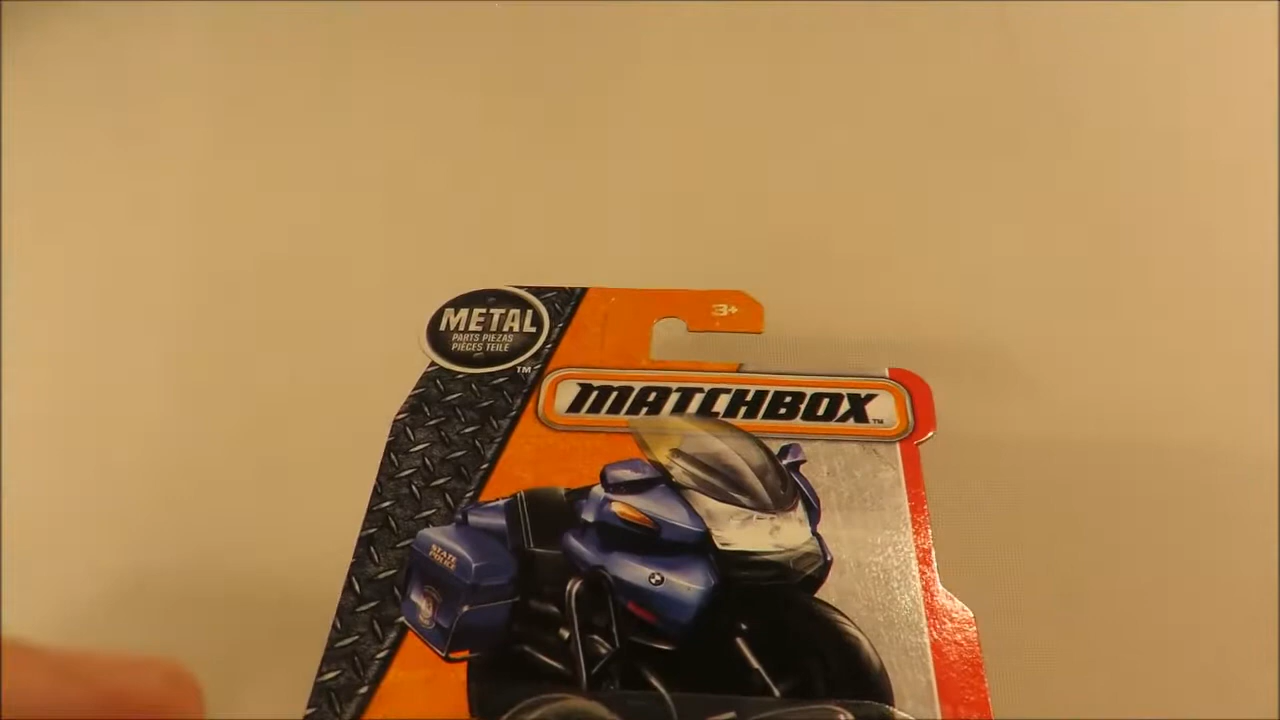 METAL
PARTS PIEZAS
PIÈCES TEILE
TM
3+
MATCHBOX
TM
STATE
POLICE